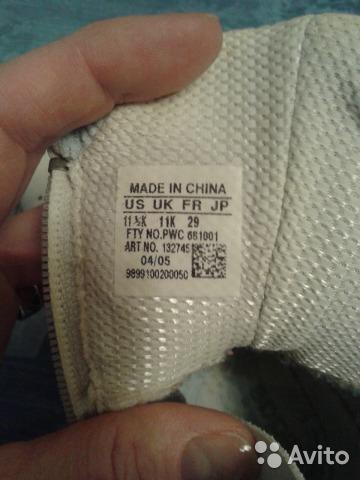 MADE IN CHINA
US UK FR JP
11 ½K 11K 29
FTY NO.PWC 681001
ART NO. 132745
04/05
9899100200050
Avito